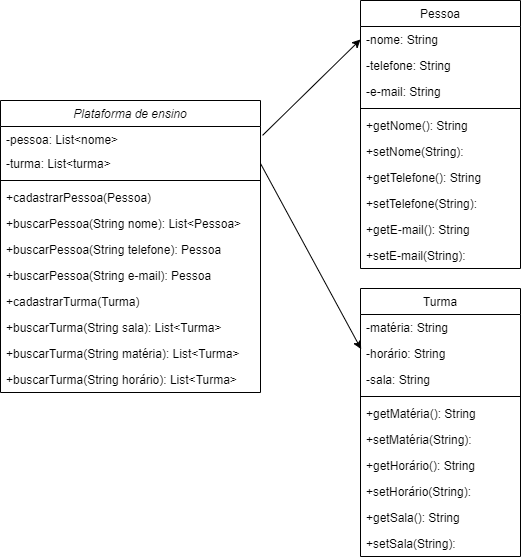 Plataforma de ensino
-pessoa: List<nome>
-turma: List<turma>
+cadastrarPessoa(Pessoa)
+buscarPessoa(String nome): List<Pessoa>
+buscarPessoa(String telefone): Pessoa
+buscarPessoa(String e-mail): Pessoa
+cadastrarTurma(Turma)
+buscarTurma(String sala): List<Turma>
+buscarTurma(String matéria): List<Turma>
+buscarTurma(String horário): List<Turma>
Pessoa
-nome: String
-telefone: String
-e-mail: String
+getNome(): String
+setNome(String):
+getTelefone(): String
+setTelefone(String):
+getE-mail(): String
+setE-mail(String):
Turma
-matéria: String
-horário: String
-sala: String
+getMatéria(): String
+setMatéria(String):
+getHorário(): String
+setHorário(String):
+getSala(): String
+setSala(String):